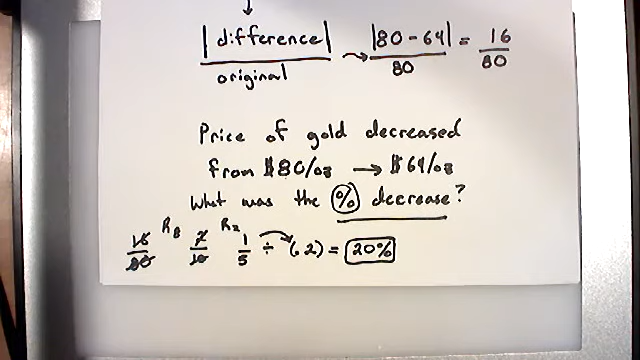 |difference| / original → |80 - 64| / 80 = 16 / 80
Price of gold decreased
from $80/oz → $64/oz
What was the % decrease?
16/80 R8 2/10 R2 1/5 ÷ (.2) = 20%